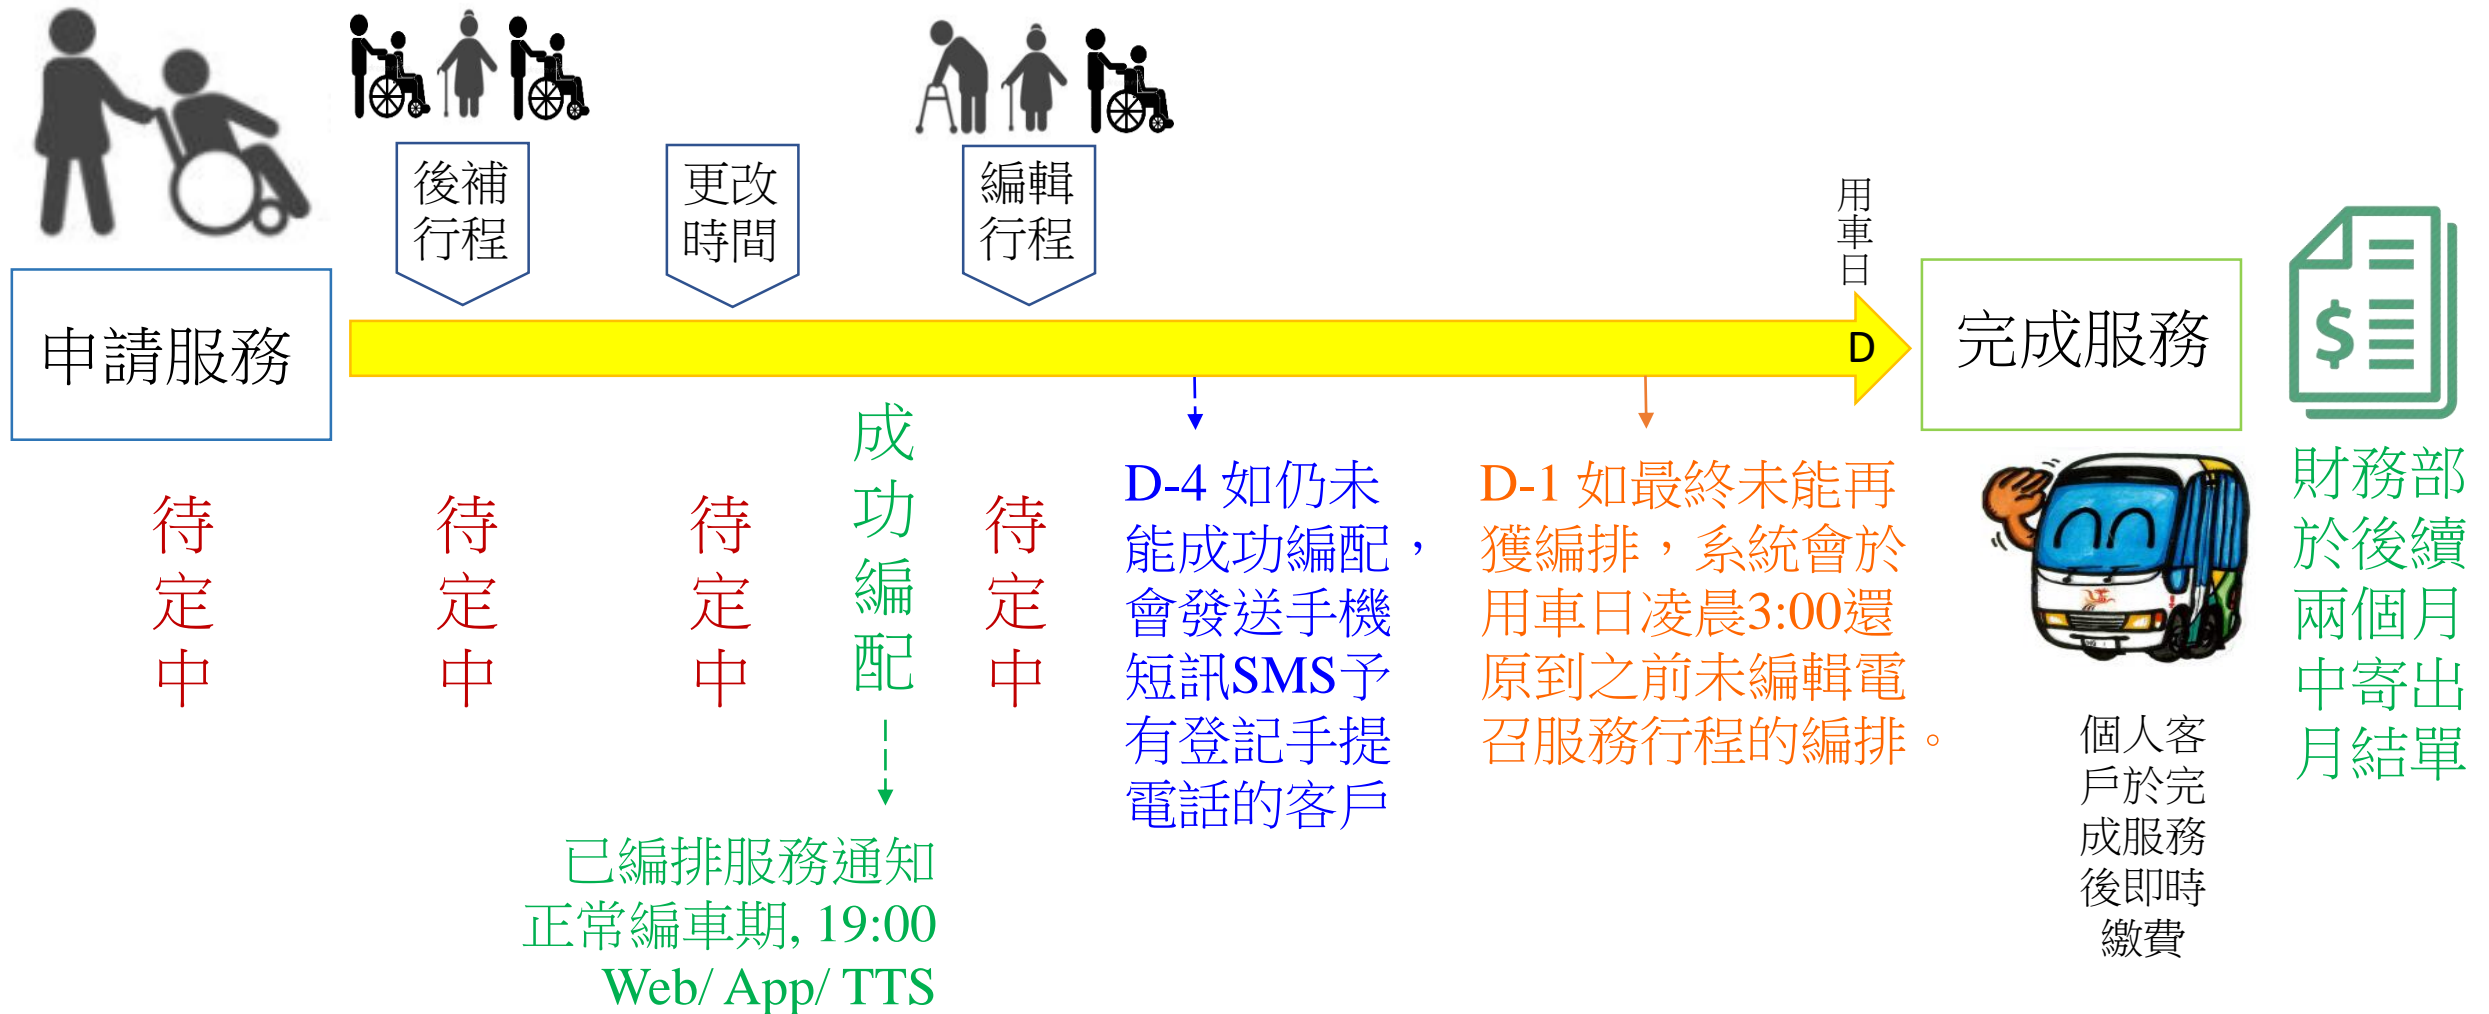 後補
行程
更改
時間
編輯
行程
用車日
申請服務
D
完成服務
待定中
待定中
待定中
成功編配
待定中
D-4 如仍未
能成功編配，
會發送手機
短訊SMS予
有登記手提
電話的客戶
D-1 如最終未能再
獲編排，系統會於
用車日凌晨3:00還
原到之前未編輯電
召服務行程的編排。
財務部
於後續
兩個月
中寄出
月結單
個人客
戶於完
成服務
後即時
繳費
已編排服務通知
正常編車期, 19:00
Web/ App/ TTS